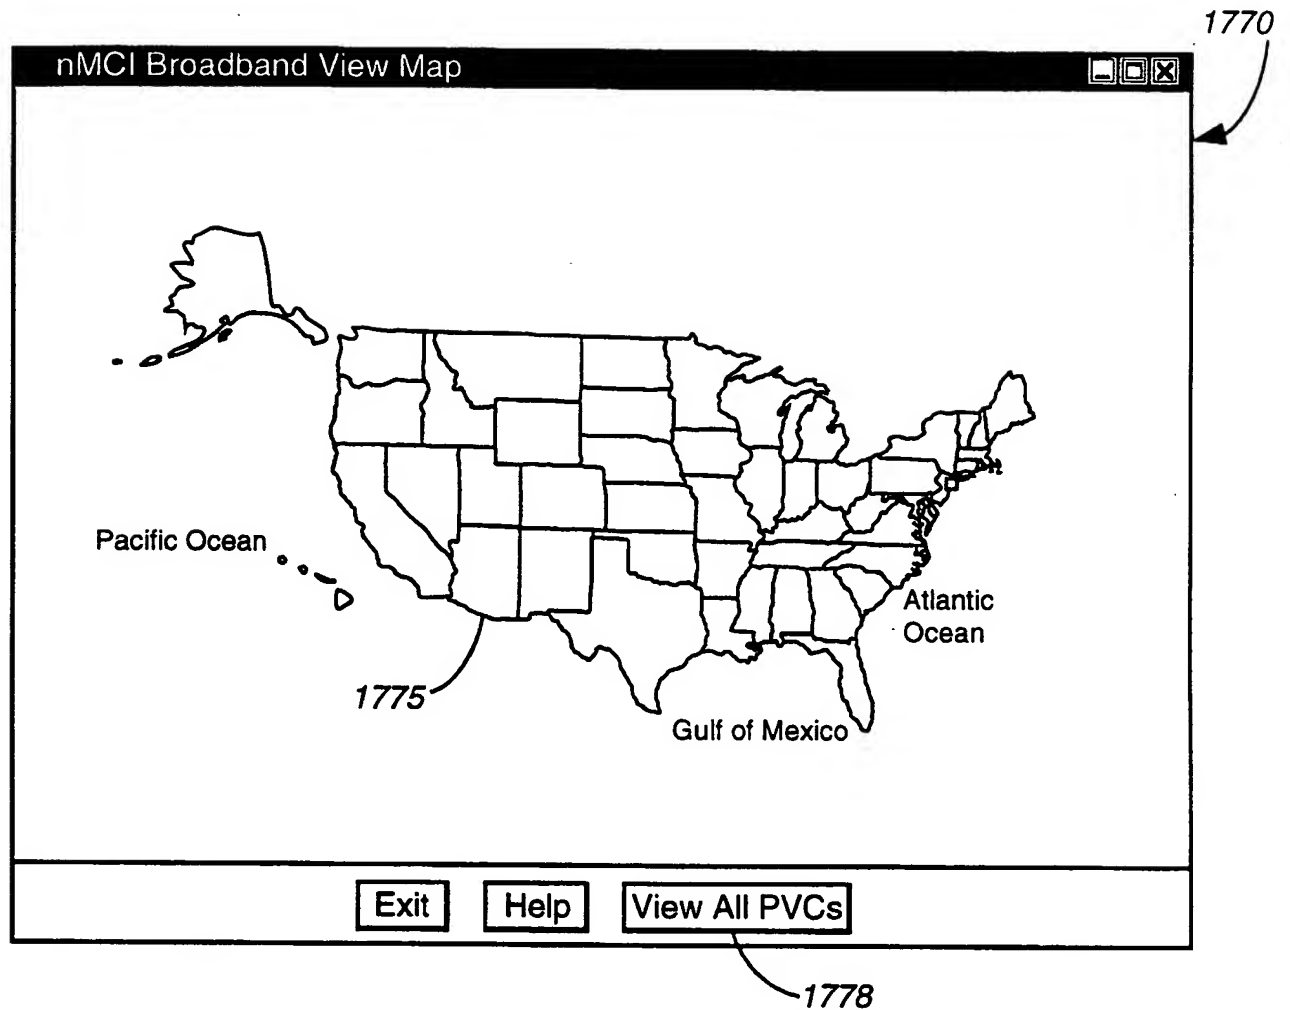 1770
nMCI Broadband View Map
Pacific Ocean
Atlantic
Ocean
1775
Gulf of Mexico
Exit
Help
View All PVCs
1778